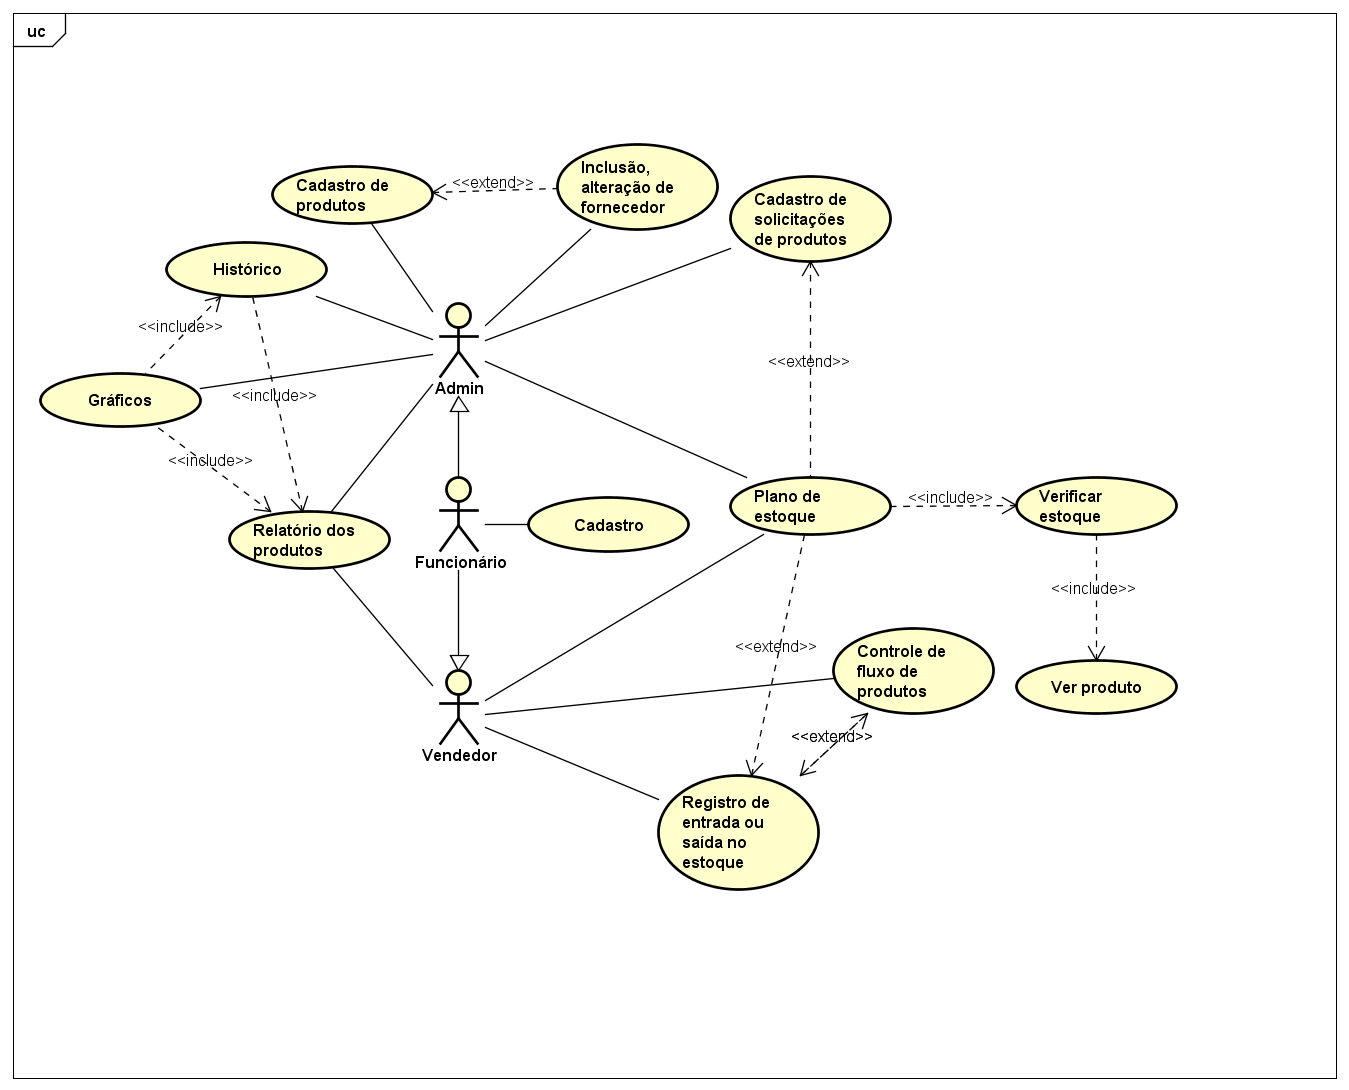 uc
Cadastro de
produtos
<<extend>>
Inclusão,
alteração de
fornecedor
Cadastro de
solicitações
de produtos
Histórico
<<include>>
<<extend>>
Gráficos
<<include>>
Admin
<<include>>
Relatório dos
produtos
Funcionário
Cadastro
Plano de
estoque
<<include>>
Verificar
estoque
<<include>>
<<extend>>
Controle de
fluxo de
produtos
Ver produto
Vendedor
<<extend>>
Registro de
entrada ou
saída no
estoque